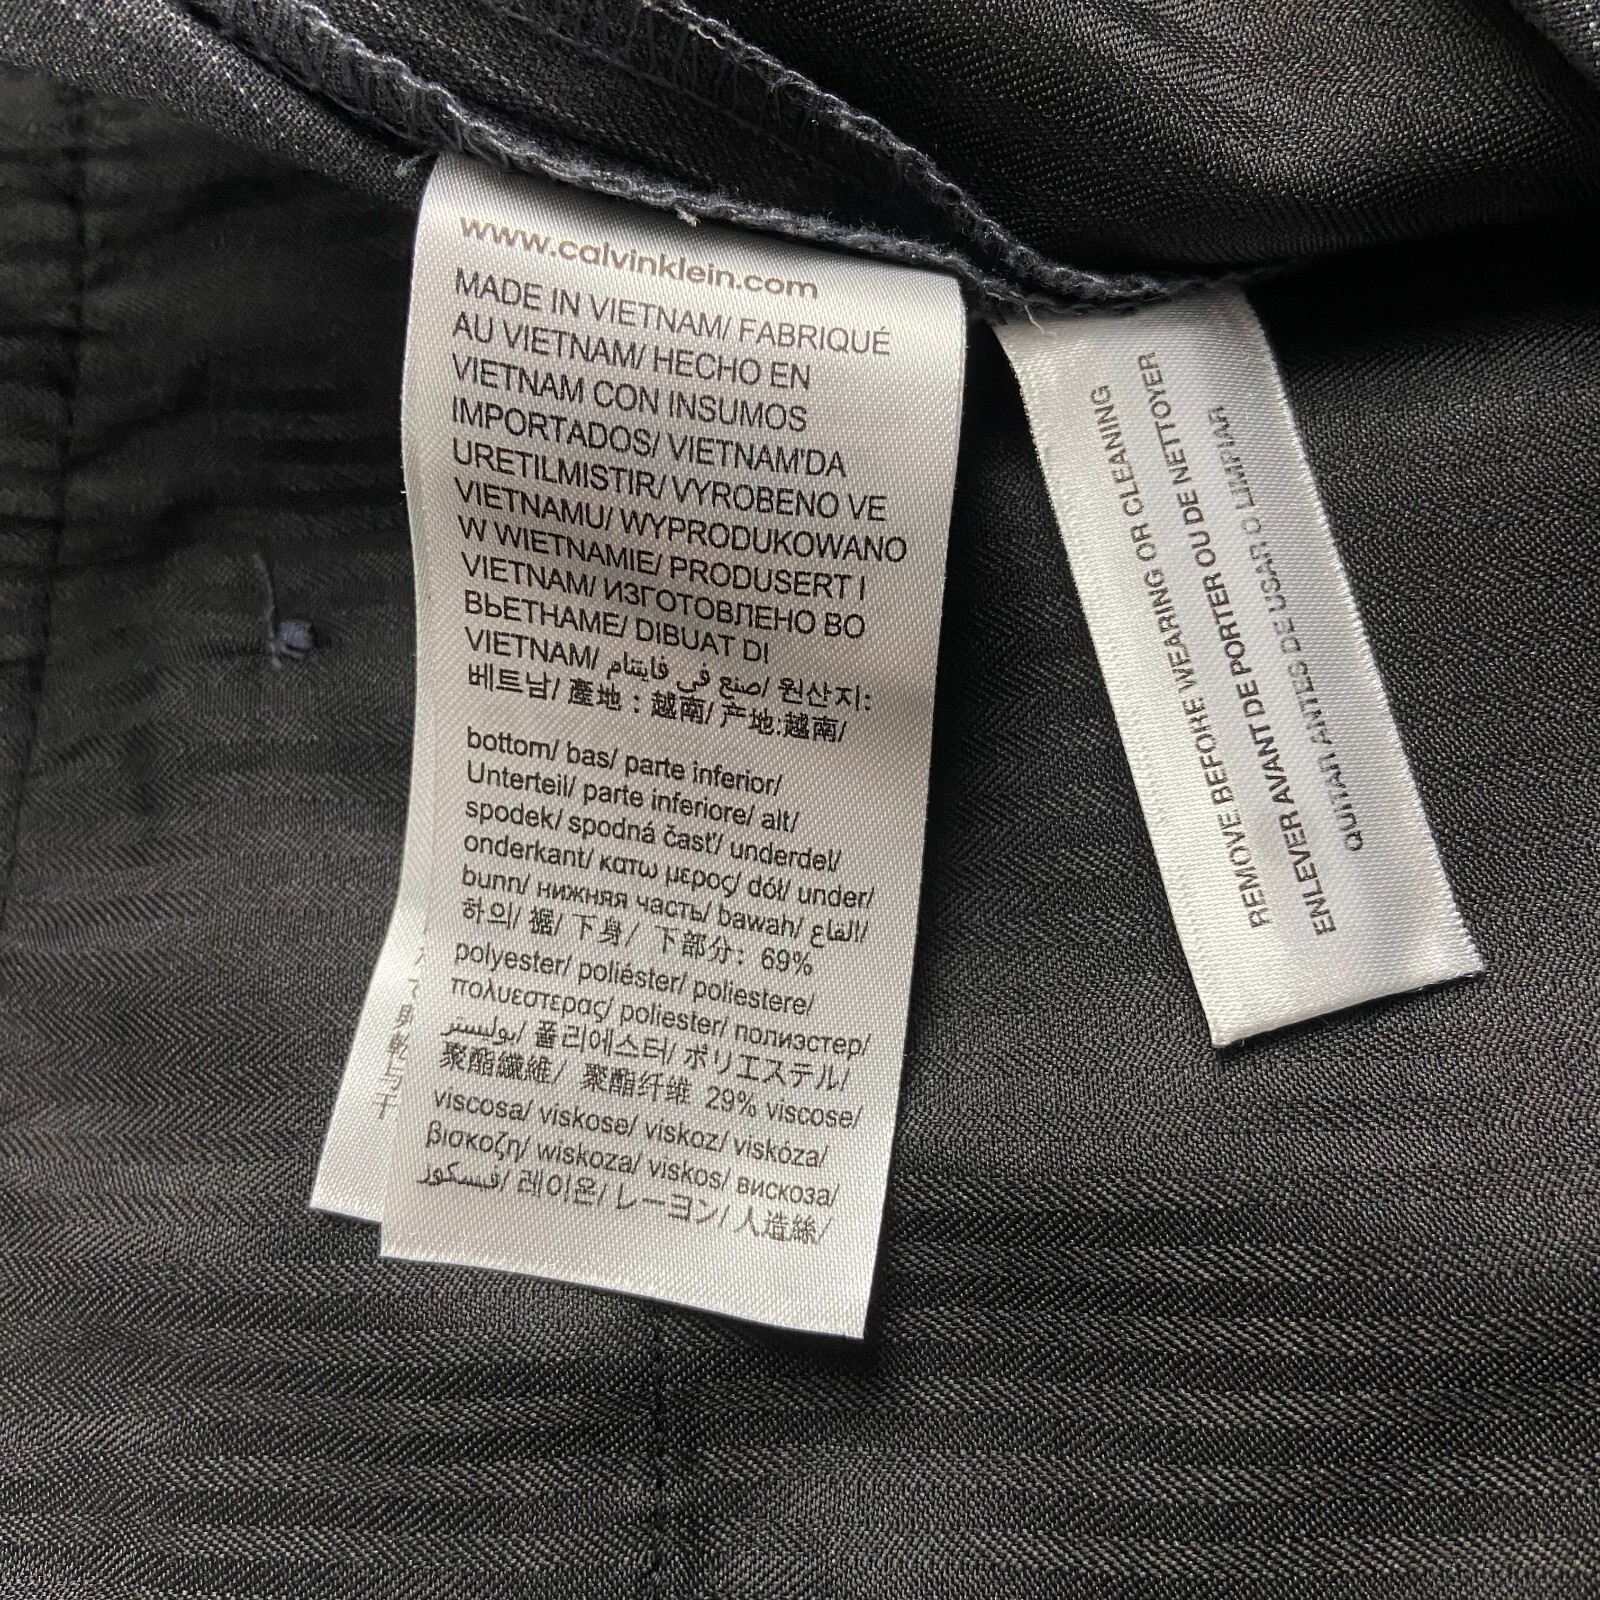 www.calvinklein.com
MADE IN VIETNAM/ FABRIQUÉ
AU VIETNAM/ HECHO EN
VIETNAM CON INSUMOS
IMPORTADOS/ VIETNAM'DA
URETILMISTIR/ VYROBENO VE
VIETNAMU/ WYPRODUKOWANO
W WIETNAMIE/ PRODUSERT I
VIETNAM/ ИЗГОТОВЛЕНО ВО
ВЬЕТНАМЕ/ DIBUAT DI
VIETNAM/ صنع في فايتنام/ 원산지:
베트남/ 產地：越南/ 产地:越南/
bottom/ bas/ parte inferior/
Unterteil/ parte inferiore/ alt/
spodek/ spodná časť/ underdel/
onderkant/ κατω μερος/ dół/ under/
bunn/ нижняя часть/ bawah/ القاع/
하의/ 裾/ 下身/ 下部分: 69%
polyester/ poliéster/ poliestere/
πολυεστερας/ poliester/ полиэстер/
بوليستر/ 폴리에스터/ ポリエステル/
聚酯纖維/ 聚酯纤维 29% viscose/
viscosa/ viskose/ viskoz/ viskóza/
βισκοζη/ wiskoza/ viskos/ вискоза/
فيسكوز/ 레이온/ レーヨン/ 人造絲/
REMOVE BEFORE WEARING OR CLEANING
ENLEVER AVANT DE PORTER OU DE NETTOYER
QUITAR ANTES DE USAR O LIMPIAR